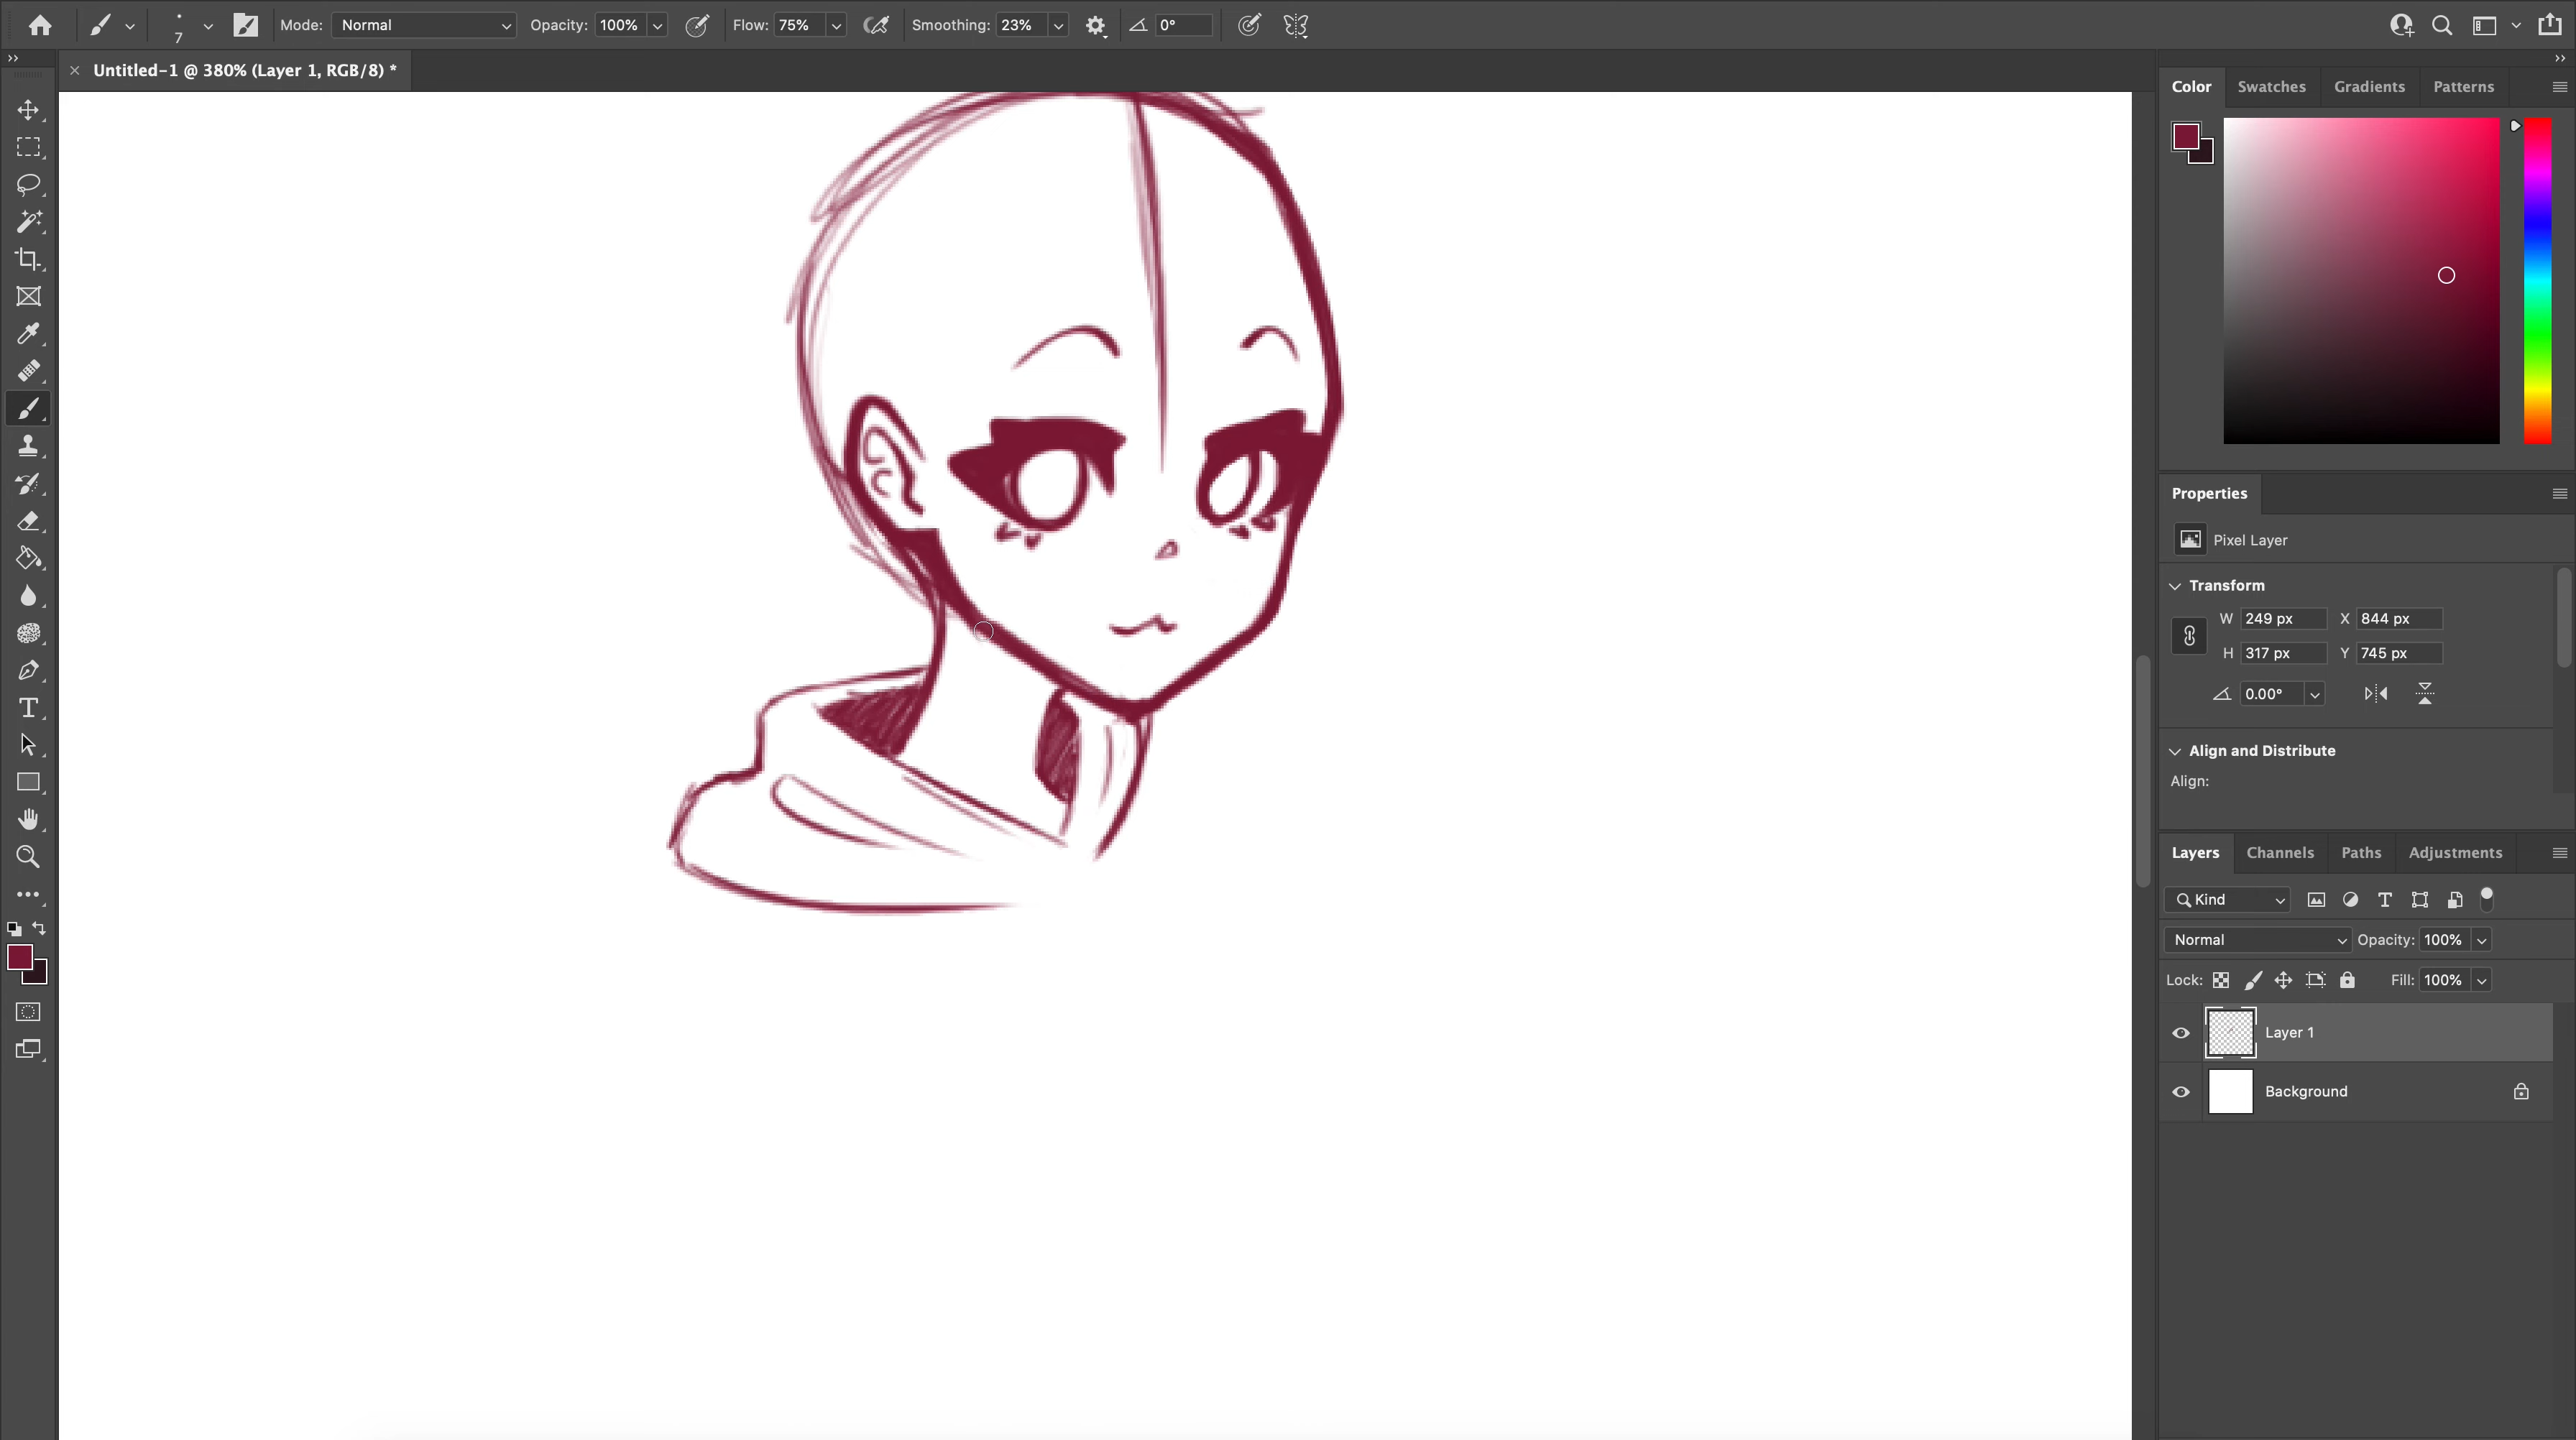 7 Mode: Normal Opacity: 100% Flow: 75% Smoothing: 23% 0°
Untitled-1 @ 380% (Layer 1, RGB/8) *
Color Swatches Gradients Patterns
Properties
Pixel Layer
Transform
W 249 px X 844 px
H 317 px Y 745 px
0.00°
Align and Distribute
Align:
Layers Channels Paths Adjustments
Kind
Normal Opacity: 100%
Lock: Fill: 100%
Layer 1
Background